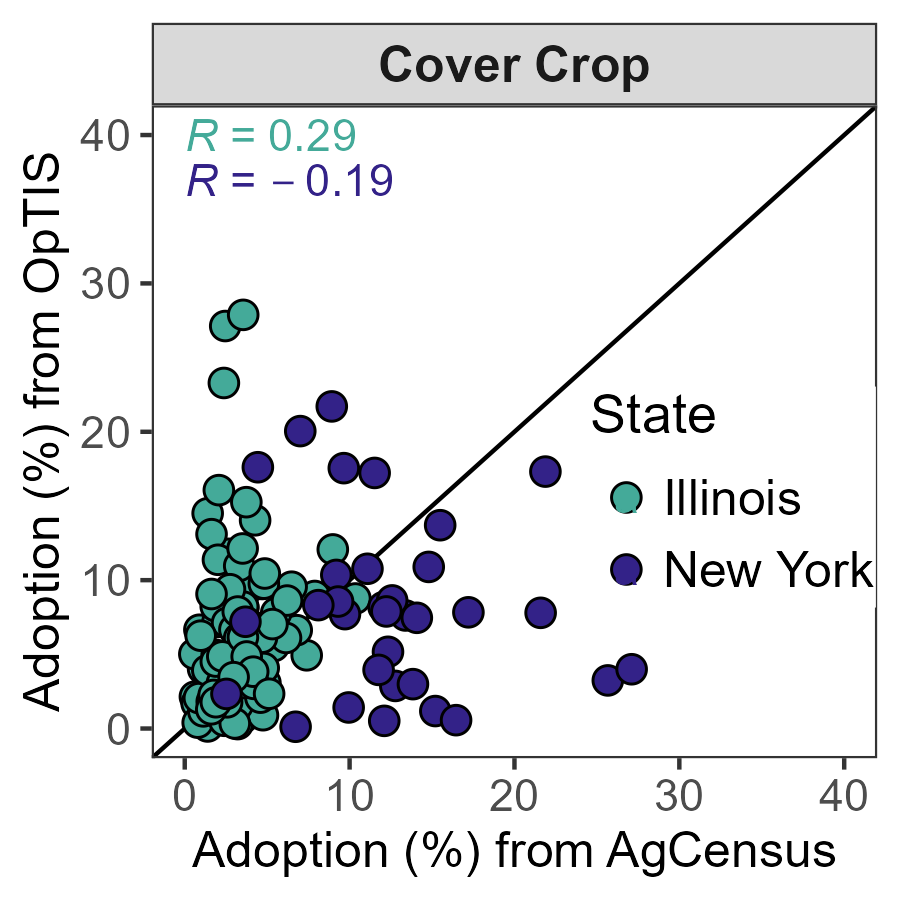 Cover Crop
R = 0.29
R = − 0.19
40
30
20
10
0
Adoption (%) from OpTIS
State
Illinois
New York
0 10 20 30 40
Adoption (%) from AgCensus